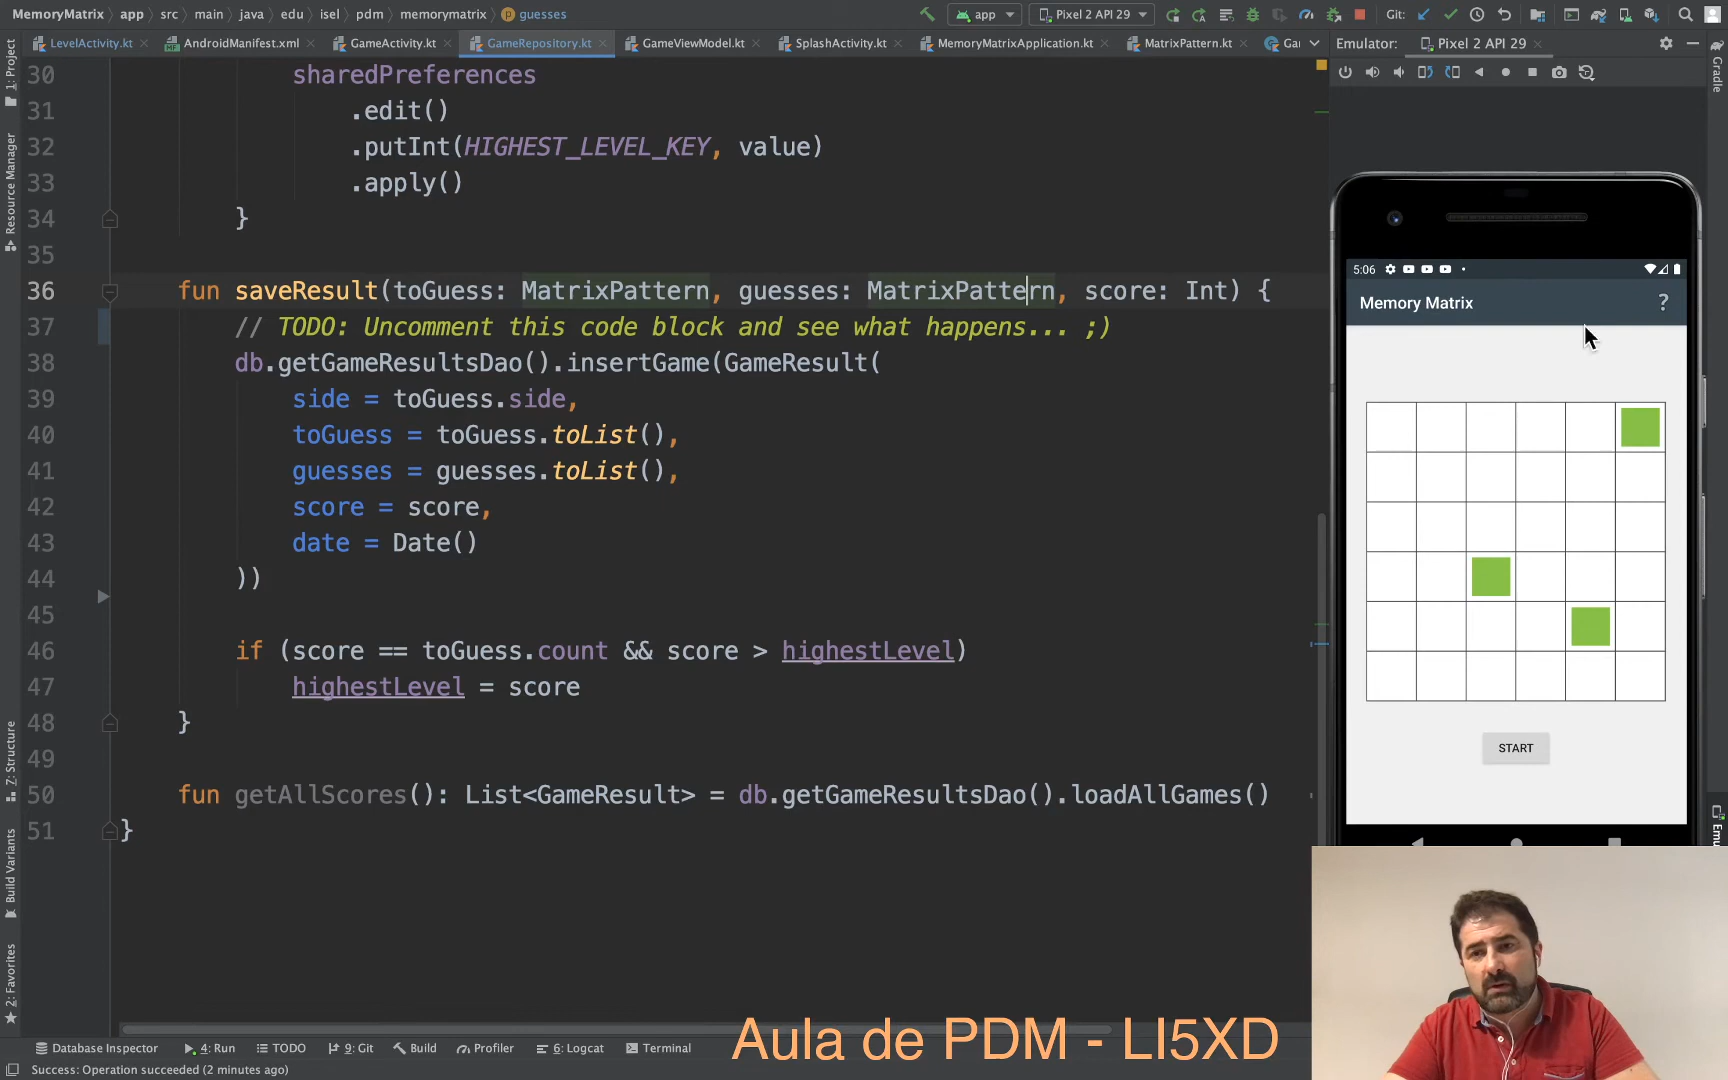 MemoryMatrix app src main java edu isel pdm memorymatrix guesses
app Pixel 2 API 29 Git:
LevelActivity.kt AndroidManifest.xml GameActivity.kt GameRepository.kt GameViewModel.kt SplashActivity.kt MemoryMatrixApplication.kt MatrixPattern.kt Ga
Emulator: Pixel 2 API 29
1: Project
Resource Manager
Z: Structure
Build Variants
2: Favorites
Gradle
Emu
30 sharedPreferences
31 .edit()
32 .putInt(HIGHEST_LEVEL_KEY, value)
33 .apply()
34 }
35
36 fun saveResult(toGuess: MatrixPattern, guesses: MatrixPattern, score: Int) {
37 // TODO: Uncomment this code block and see what happens... ;)
38 db.getGameResultsDao().insertGame(GameResult(
39 side = toGuess.side,
40 toGuess = toGuess.toList(),
41 guesses = guesses.toList(),
42 score = score,
43 date = Date()
44 ))
45
46 if (score == toGuess.count && score > highestLevel)
47 highestLevel = score
48 }
49
50 fun getAllScores(): List<GameResult> = db.getGameResultsDao().loadAllGames()
51 }
5:06
Memory Matrix ?
START
Aula de PDM - LI5XD
Database Inspector 4: Run TODO 9: Git Build Profiler 6: Logcat Terminal
Success: Operation succeeded (2 minutes ago)